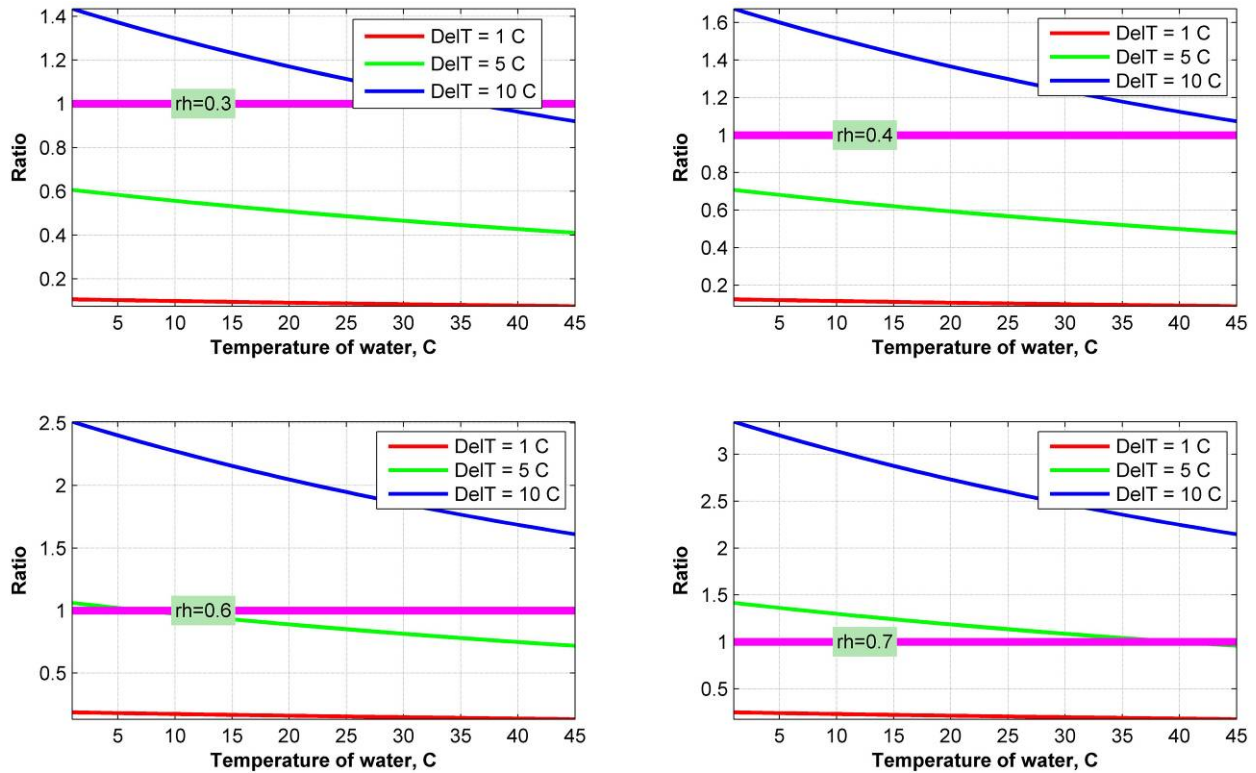 1.4
1.2
1
0.8
0.6
0.4
0.2
Ratio
DelT = 1 C
DelT = 5 C
DelT = 10 C
rh=0.3
5 10 15 20 25 30 35 40 45
Temperature of water, C
1.6
1.4
1.2
1
0.8
0.6
0.4
0.2
Ratio
DelT = 1 C
DelT = 5 C
DelT = 10 C
rh=0.4
5 10 15 20 25 30 35 40 45
Temperature of water, C
2.5
2
1.5
1
0.5
Ratio
DelT = 1 C
DelT = 5 C
DelT = 10 C
rh=0.6
5 10 15 20 25 30 35 40 45
Temperature of water, C
3
2.5
2
1.5
1
0.5
Ratio
DelT = 1 C
DelT = 5 C
DelT = 10 C
rh=0.7
5 10 15 20 25 30 35 40 45
Temperature of water, C